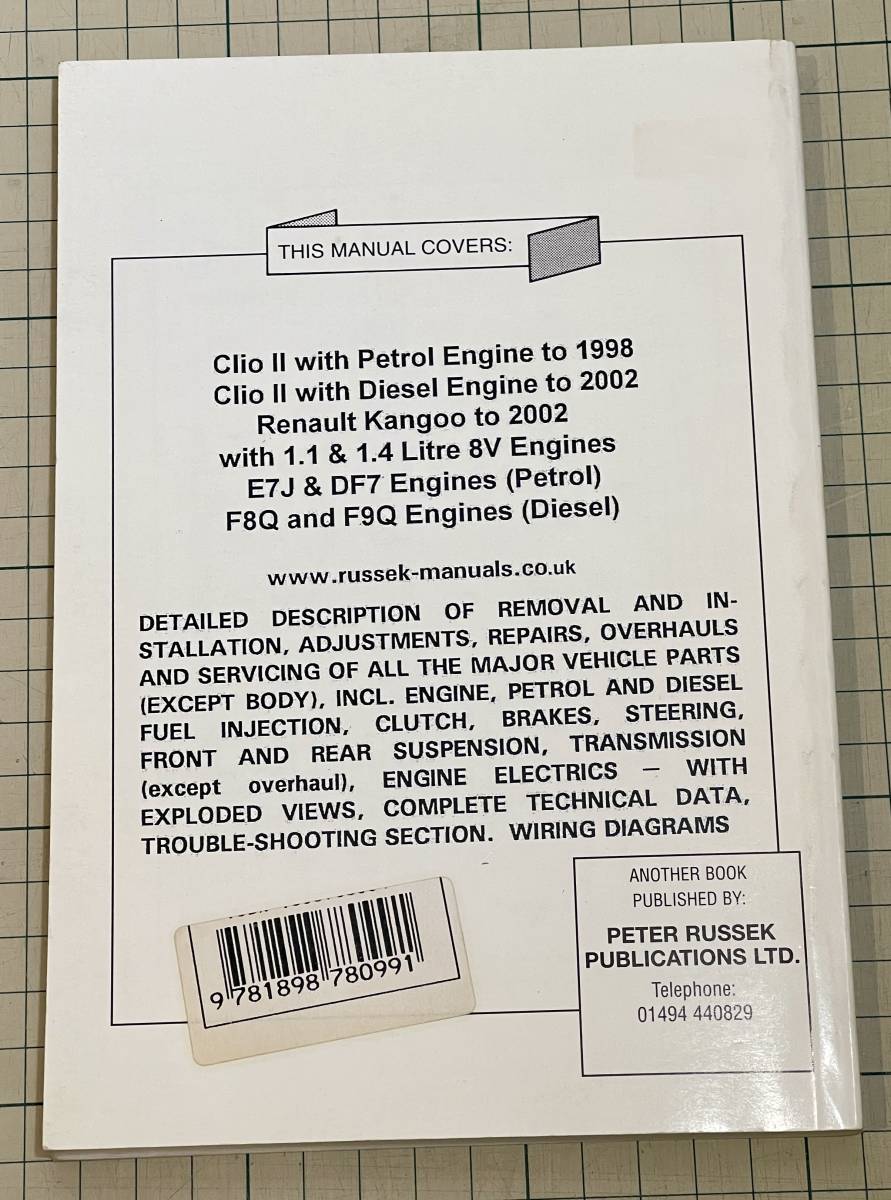 THIS MANUAL COVERS:
Clio II with Petrol Engine to 1998
Clio II with Diesel Engine to 2002
Renault Kangoo to 2002
with 1.1 & 1.4 Litre 8V Engines
E7J & DF7 Engines (Petrol)
F8Q and F9Q Engines (Diesel)
www.russek-manuals.co.uk
DETAILED DESCRIPTION OF REMOVAL AND IN-
STALLATION, ADJUSTMENTS, REPAIRS, OVERHAULS
AND SERVICING OF ALL THE MAJOR VEHICLE PARTS
(EXCEPT BODY), INCL. ENGINE, PETROL AND DIESEL
FUEL INJECTION, CLUTCH, BRAKES, STEERING,
FRONT AND REAR SUSPENSION, TRANSMISSION
(except overhaul), ENGINE ELECTRICS – WITH
EXPLODED VIEWS, COMPLETE TECHNICAL DATA,
TROUBLE-SHOOTING SECTION. WIRING DIAGRAMS
9 781898 780991
ANOTHER BOOK
PUBLISHED BY:
PETER RUSSEK
PUBLICATIONS LTD.
Telephone:
01494 440829